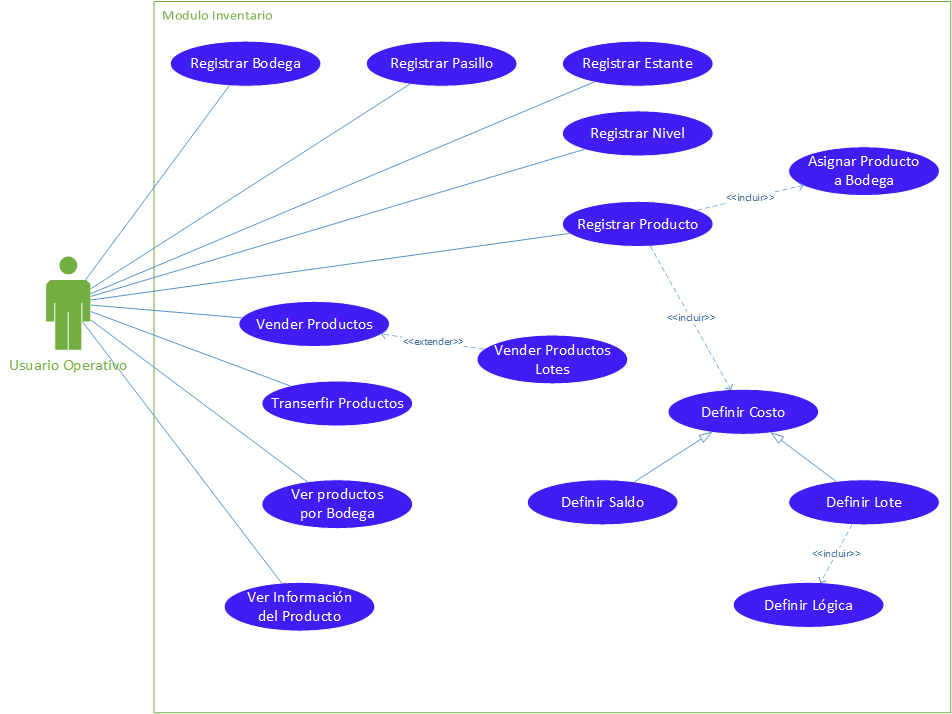 Modulo Inventario
Registrar Bodega
Registrar Pasillo
Registrar Estante
Registrar Nivel
Asignar Producto
a Bodega
<<incluir>>
Registrar Producto
<<incluir>>
Vender Productos
<<extender>>
Vender Productos
Lotes
Usuario Operativo
Transerfir Productos
Definir Costo
Ver productos
por Bodega
Definir Saldo
Definir Lote
<<incluir>>
Ver Información
del Producto
Definir Lógica